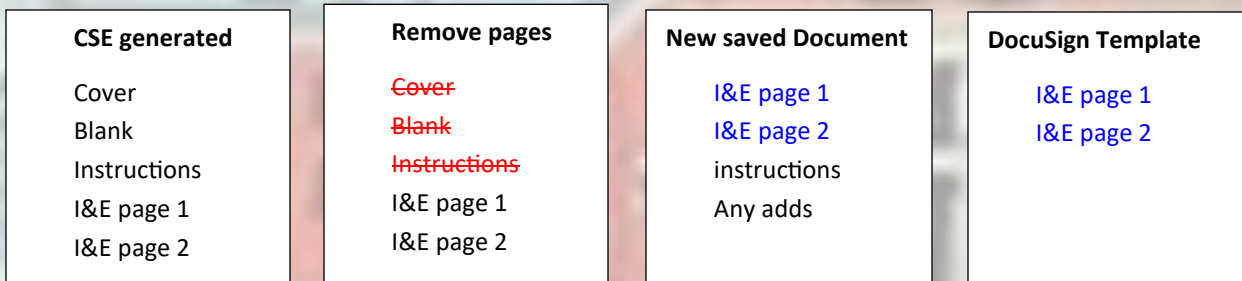 CSE generated
Cover
Blank
Instructions
I&E page 1
I&E page 2
Remove pages
Cover
Blank
Instructions
I&E page 1
I&E page 2
New saved Document
I&E page 1
I&E page 2
instructions
Any adds
DocuSign Template
I&E page 1
I&E page 2